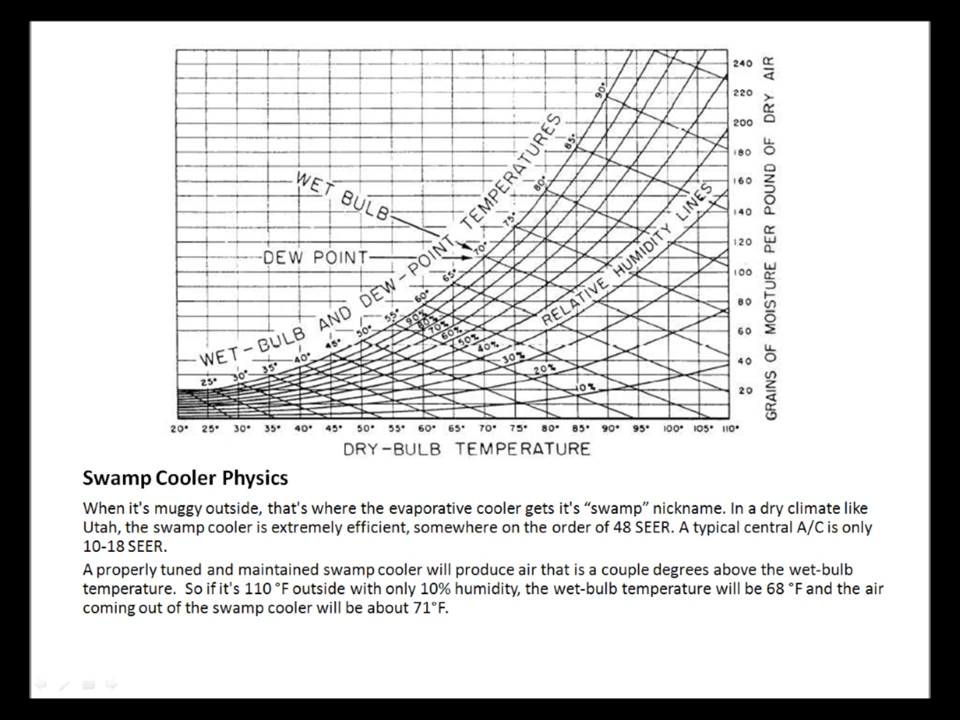 240
220
200
180
160
140
120
100
80
60
40
20
GRAINS OF MOISTURE PER POUND OF DRY AIR
WET BULB
DEW POINT
WET-BULB AND DEW-POINT TEMPERATURES
RELATIVE HUMIDITY LINES
25° 30° 35° 40° 45° 50° 55° 60° 65° 70° 75° 80° 85° 90°
90% 80% 70% 60% 50% 40% 30% 20% 10%
20° 25° 30° 35° 40° 45° 50° 55° 60° 65° 70° 75° 80° 85° 90° 95° 100° 105° 110°
DRY-BULB TEMPERATURE
Swamp Cooler Physics
When it's muggy outside, that's where the evaporative cooler gets it's “swamp” nickname. In a dry climate like
Utah, the swamp cooler is extremely efficient, somewhere on the order of 48 SEER. A typical central A/C is only
10-18 SEER.
A properly tuned and maintained swamp cooler will produce air that is a couple degrees above the wet-bulb
temperature.  So if it's 110 °F outside with only 10% humidity, the wet-bulb temperature will be 68 °F and the air
coming out of the swamp cooler will be about 71°F.